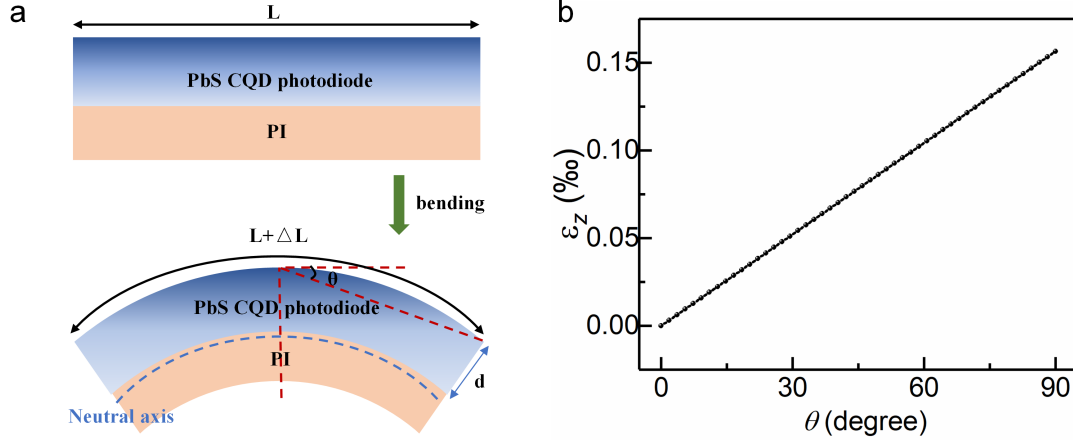 a
L
PbS CQD photodiode
PI
bending
L+△L
θ
PbS CQD photodiode
PI
d
Neutral axis
b
0.15
0.10
0.05
0.00
εz (‰)
0
30
60
90
θ (degree)